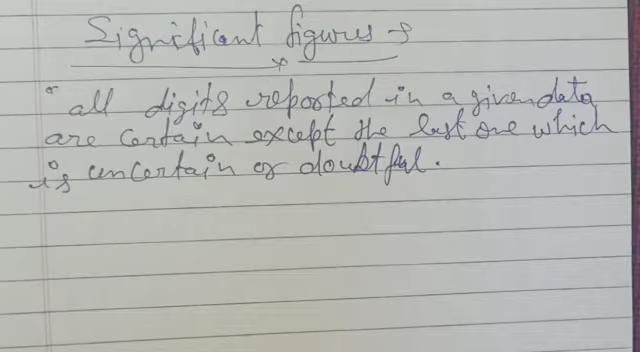 Significant figures →
" all digits reported in a given data
are certain except the last one which
is uncertain or doubtful.